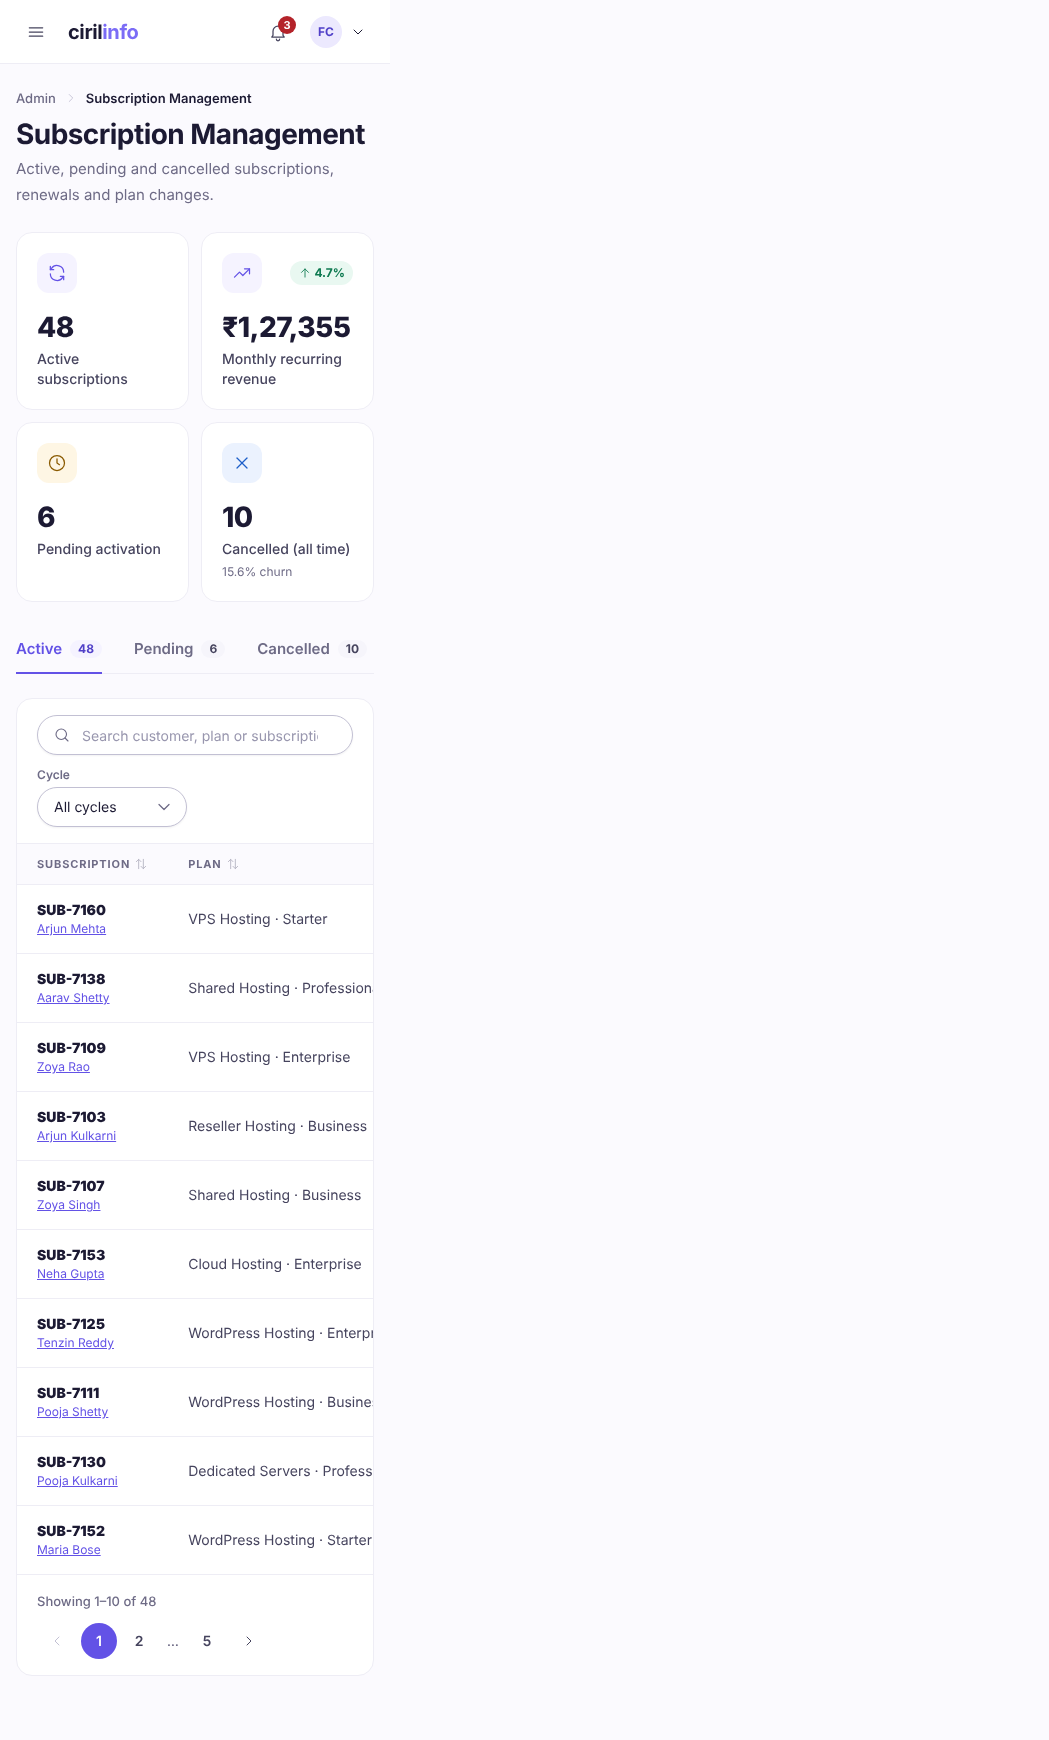 cirilinfo
3
FC
Admin
Subscription Management
Subscription Management
Active, pending and cancelled subscriptions,
renewals and plan changes.
48
Active
subscriptions
↑ 4.7%
₹1,27,355
Monthly recurring
revenue
6
Pending activation
10
Cancelled (all time)
15.6% churn
Active 48
Pending 6
Cancelled 10
Search customer, plan or subscripti
Cycle
All cycles
SUBSCRIPTION PLAN
SUB-7160
Arjun Mehta
VPS Hosting · Starter
SUB-7138
Aarav Shetty
Shared Hosting · Profession
SUB-7109
Zoya Rao
VPS Hosting · Enterprise
SUB-7103
Arjun Kulkarni
Reseller Hosting · Business
SUB-7107
Zoya Singh
Shared Hosting · Business
SUB-7153
Neha Gupta
Cloud Hosting · Enterprise
SUB-7125
Tenzin Reddy
WordPress Hosting · Enterp
SUB-7111
Pooja Shetty
WordPress Hosting · Busine
SUB-7130
Pooja Kulkarni
Dedicated Servers · Profess
SUB-7152
Maria Bose
WordPress Hosting · Starter
Showing 1–10 of 48
1 2 ... 5